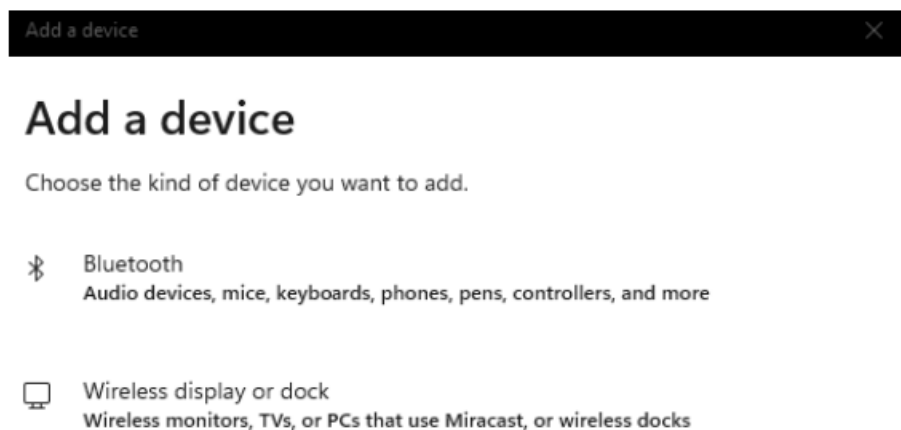 Add a device
Add a device
Choose the kind of device you want to add.
Bluetooth
Audio devices, mice, keyboards, phones, pens, controllers, and more
Wireless display or dock
Wireless monitors, TVs, or PCs that use Miracast, or wireless docks